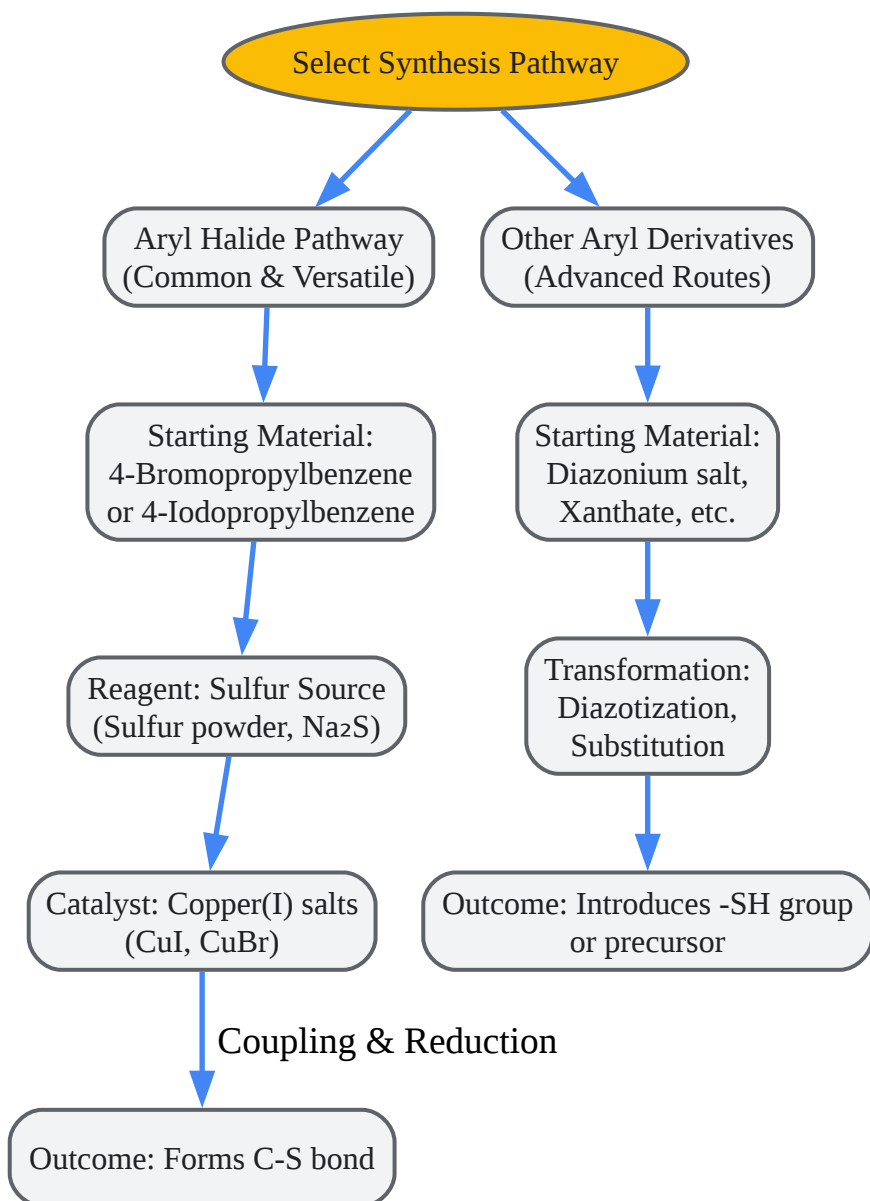 Select Synthesis Pathway
Aryl Halide Pathway
(Common & Versatile)
Other Aryl Derivatives
(Advanced Routes)
Starting Material:
4-Bromopropylbenzene
or 4-Iodopropylbenzene
Starting Material:
Diazonium salt,
Xanthate, etc.
Reagent: Sulfur Source
(Sulfur powder, Na₂S)
Transformation:
Diazotization,
Substitution
Catalyst: Copper(I) salts
(CuI, CuBr)
Outcome: Introduces -SH group
or precursor
Coupling & Reduction
Outcome: Forms C-S bond